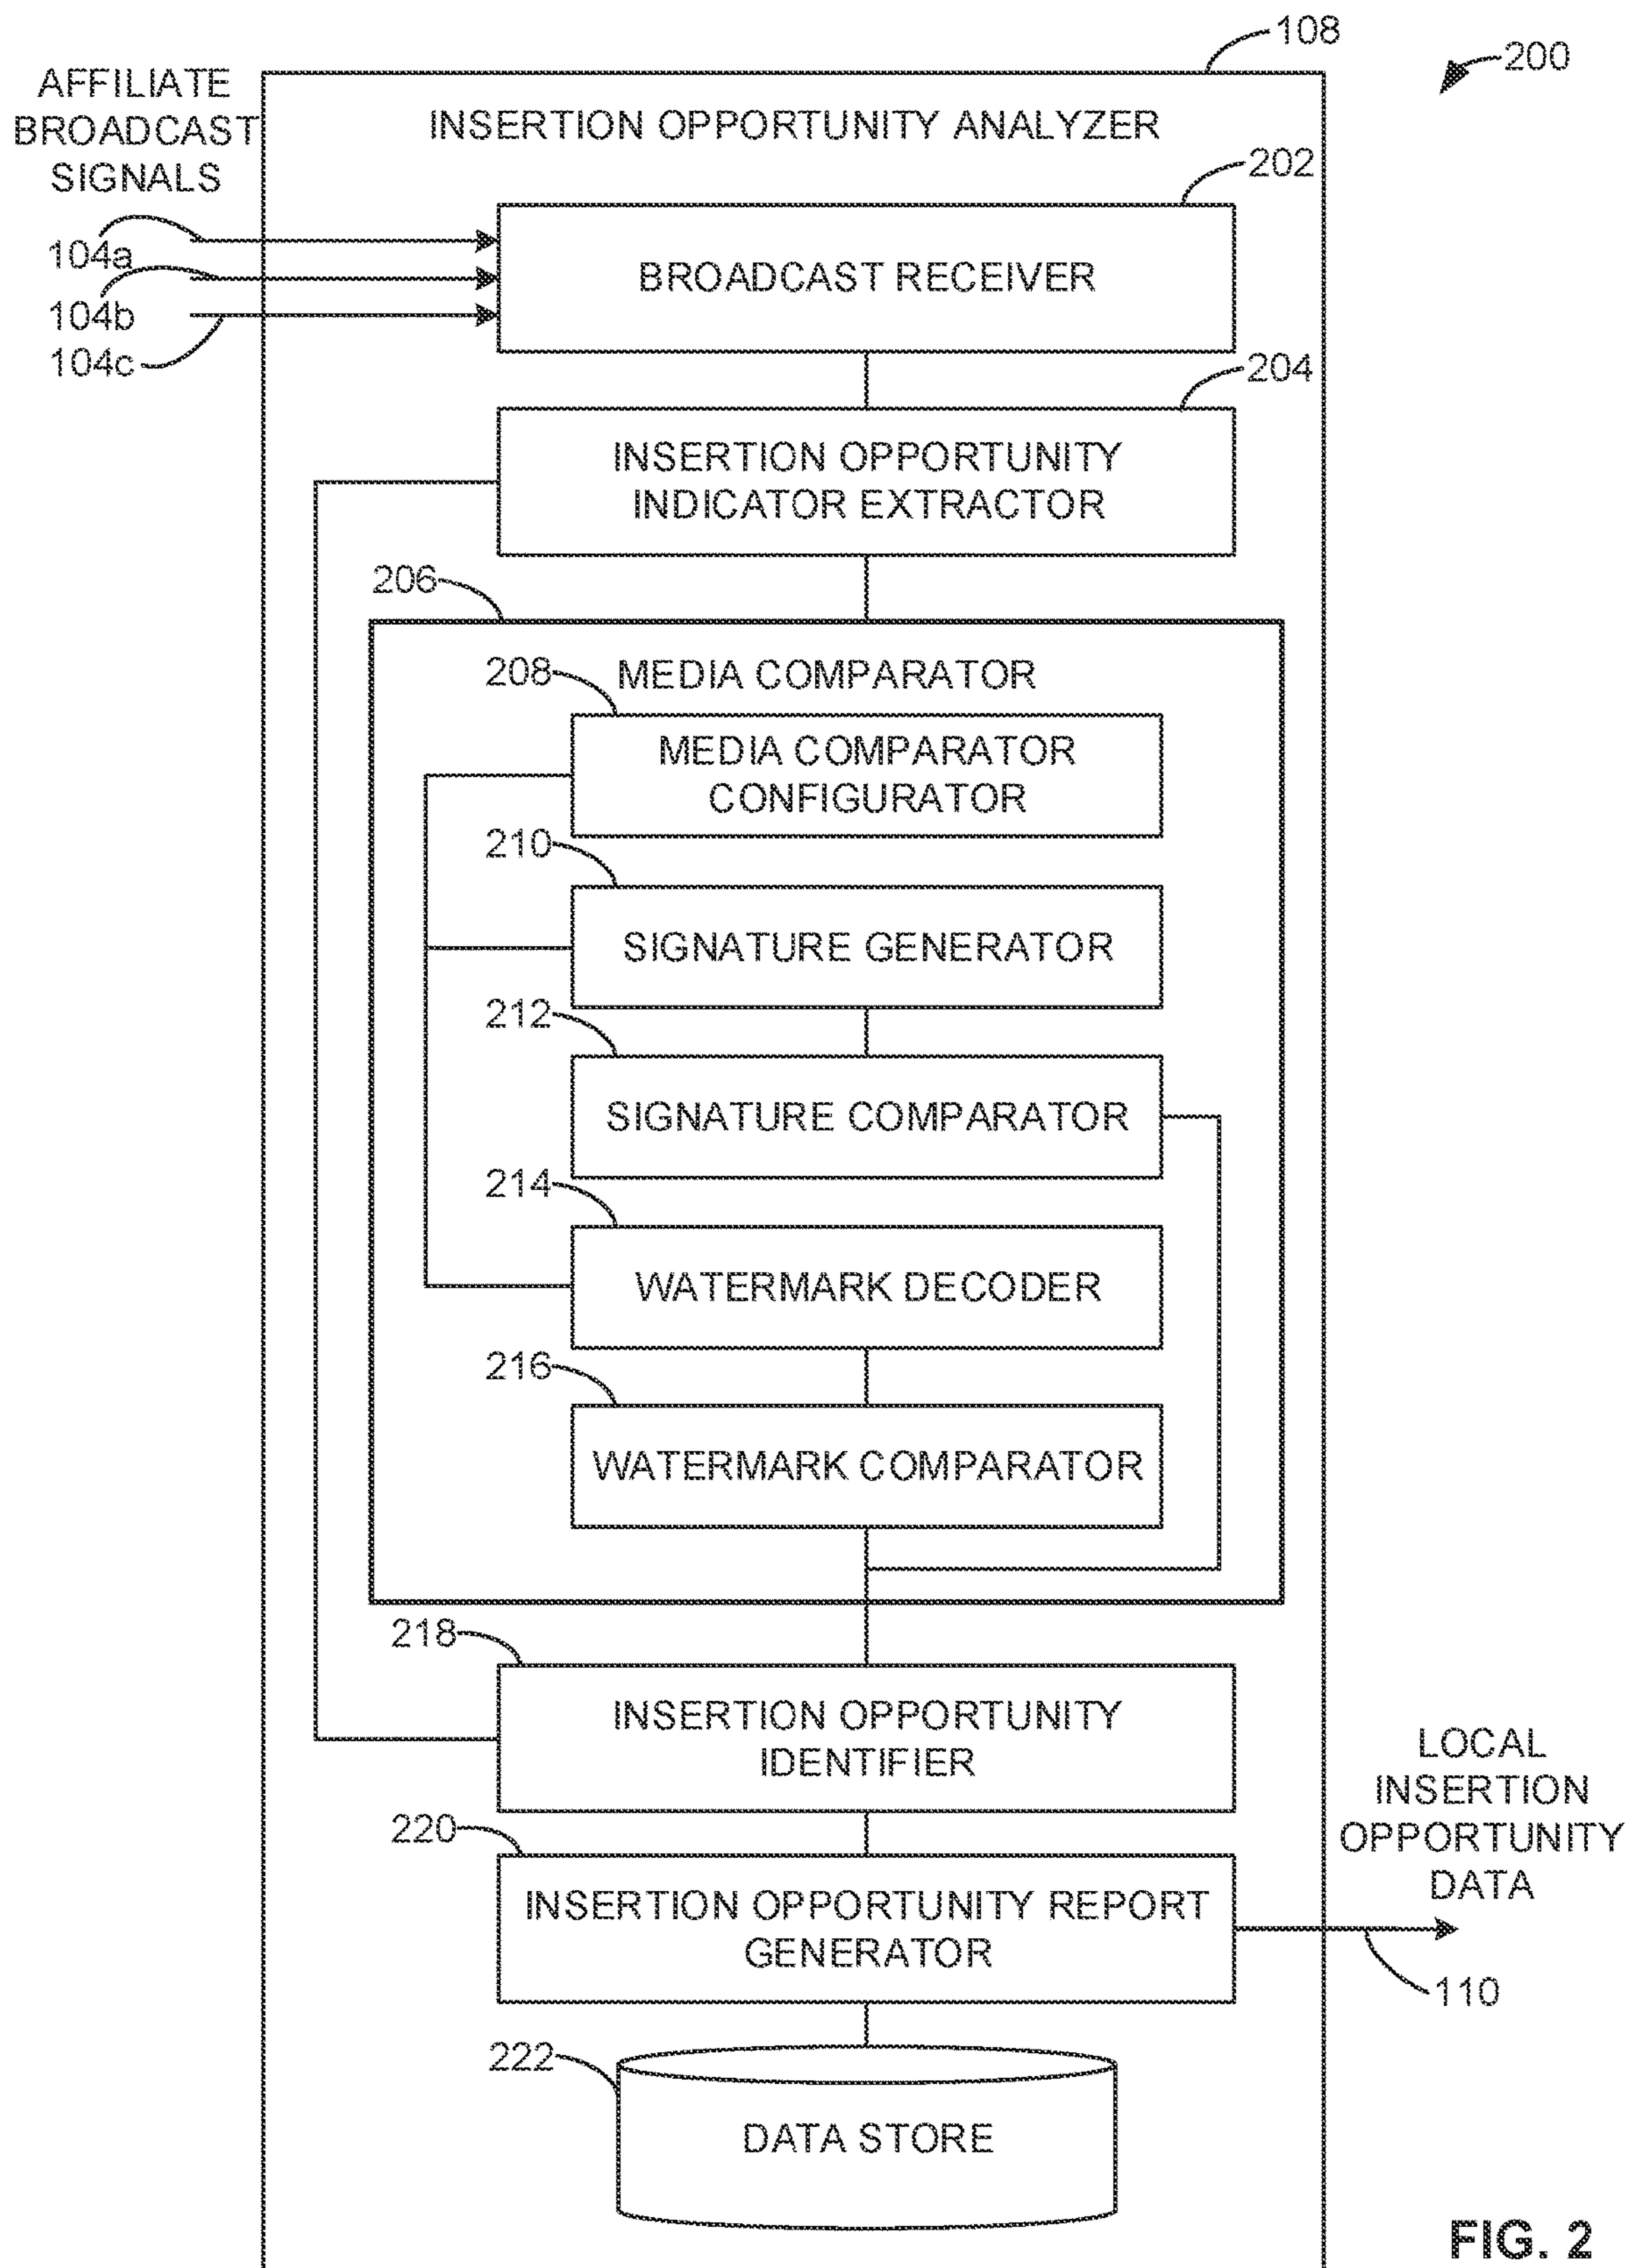 108
200
AFFILIATE
BROADCAST
SIGNALS
INSERTION OPPORTUNITY ANALYZER
202
104a
104b
104c
BROADCAST RECEIVER
204
INSERTION OPPORTUNITY
INDICATOR EXTRACTOR
206
208
MEDIA COMPARATOR
MEDIA COMPARATOR
CONFIGURATOR
210
SIGNATURE GENERATOR
212
SIGNATURE COMPARATOR
214
WATERMARK DECODER
216
WATERMARK COMPARATOR
218
INSERTION OPPORTUNITY
IDENTIFIER
LOCAL
INSERTION
OPPORTUNITY
DATA
220
INSERTION OPPORTUNITY REPORT
GENERATOR
110
222
DATA STORE
FIG. 2